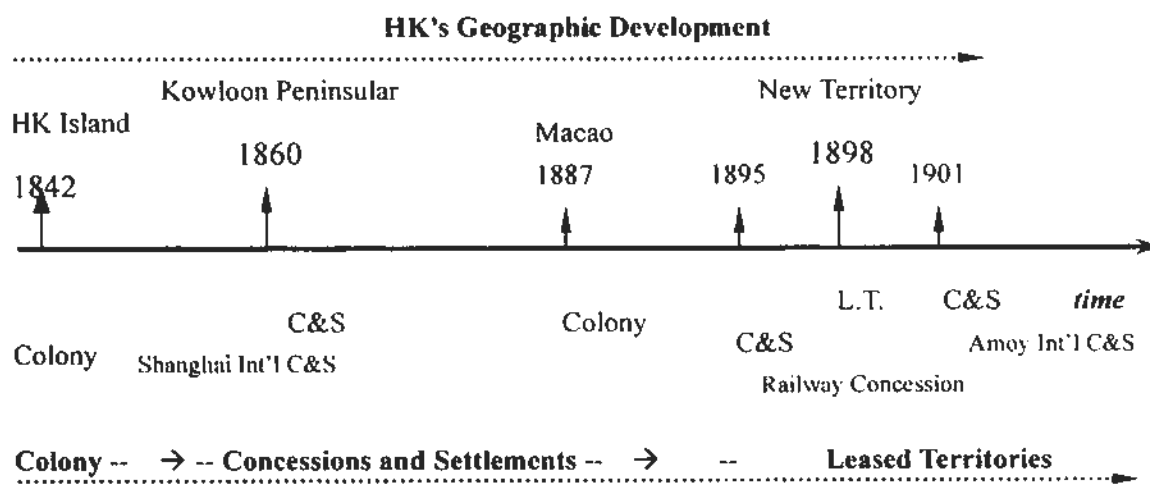 HK's Geographic Development
Kowloon Peninsular
New Territory
HK Island
Macao
1860
1898
1842
1887
1895
1901
L.T.
C&S
time
C&S
Colony
Colony
Shanghai Int'l C&S
C&S
Amoy Int'l C&S
Railway Concession
Colony -- → -- Concessions and Settlements -- → -- Leased Territories